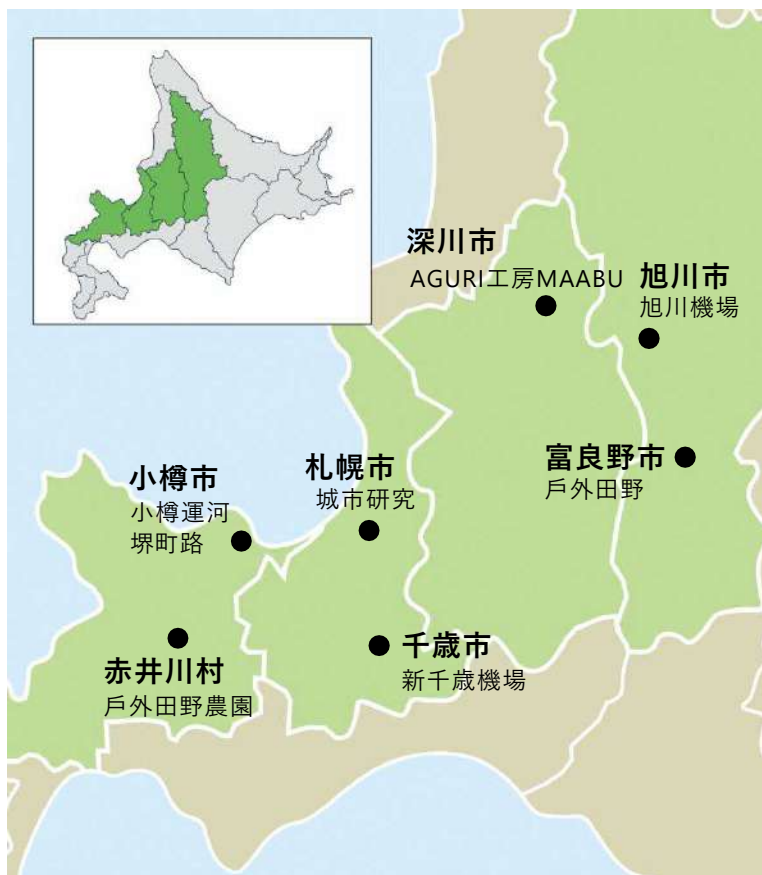 深川市
AGURI工房MAABU
旭川市
旭川機場
富良野市
戶外田野
札幌市
城市研究
小樽市
小樽運河
堺町路
赤井川村
戶外田野農園
千歳市
新千歲機場